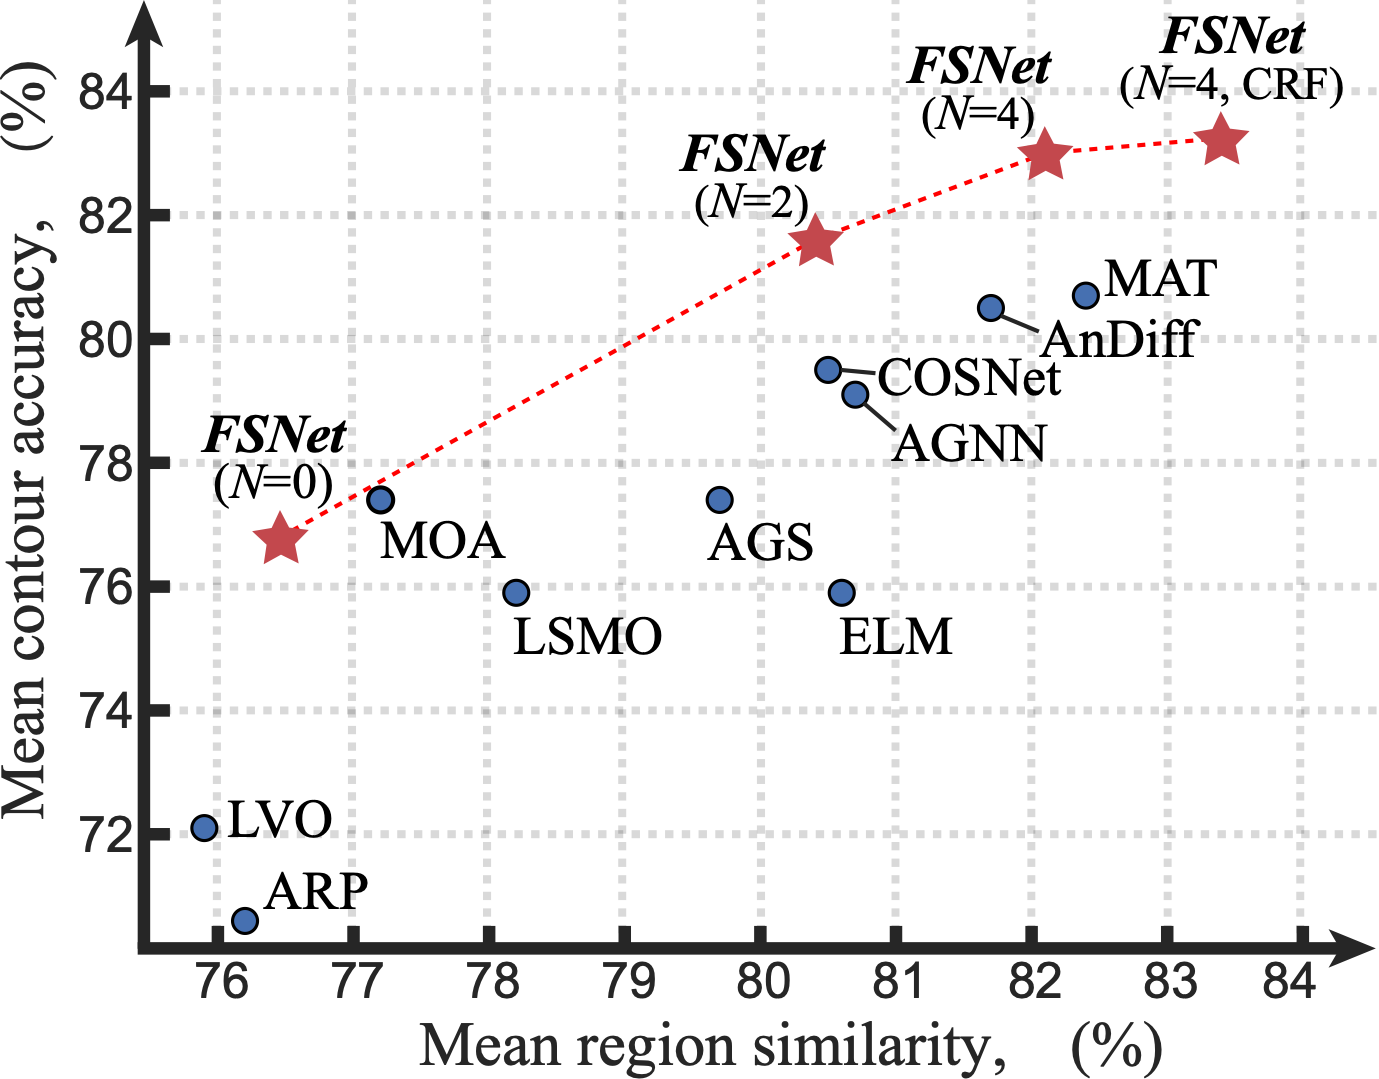 FSNet
(N=4, CRF)
FSNet
(N=4)
FSNet
(N=2)
FSNet
(N=0)
MAT
AnDiff
COSNet
AGNN
MOA
AGS
LSMO
ELM
LVO
ARP
84
82
80
78
76
74
72
Mean contour accuracy, (%)
76 77 78 79 80 81 82 83 84
Mean region similarity, (%)